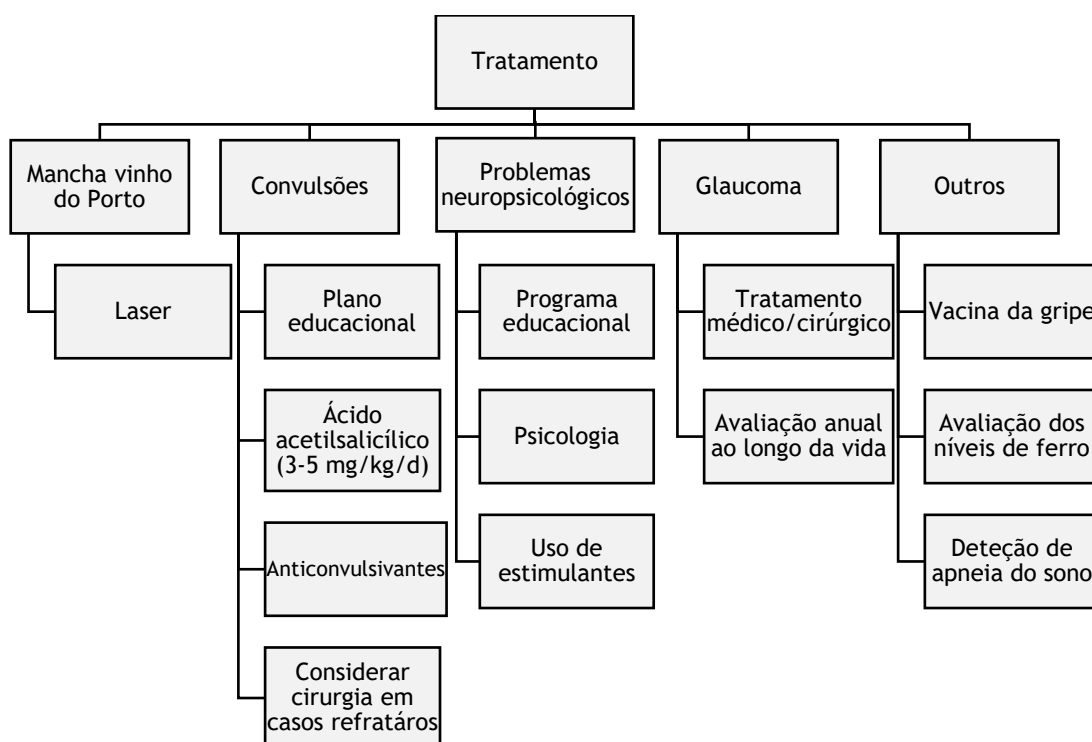 Tratamento
Mancha vinho
do Porto
Convulsões
Problemas
neuropsicológicos
Glaucoma
Outros
Laser
Plano
educacional
Programa
educacional
Tratamento
médico/cirúrgico
Vacina da gripe
Ácido
acetilsalicílico
(3-5 mg/kg/d)
Psicologia
Avaliação anual
ao longo da vida
Avaliação dos
níveis de ferro
Anticonvulsivantes
Uso de
estimulantes
Deteção de
apneia do sono
Considerar
cirurgia em
casos refratáros